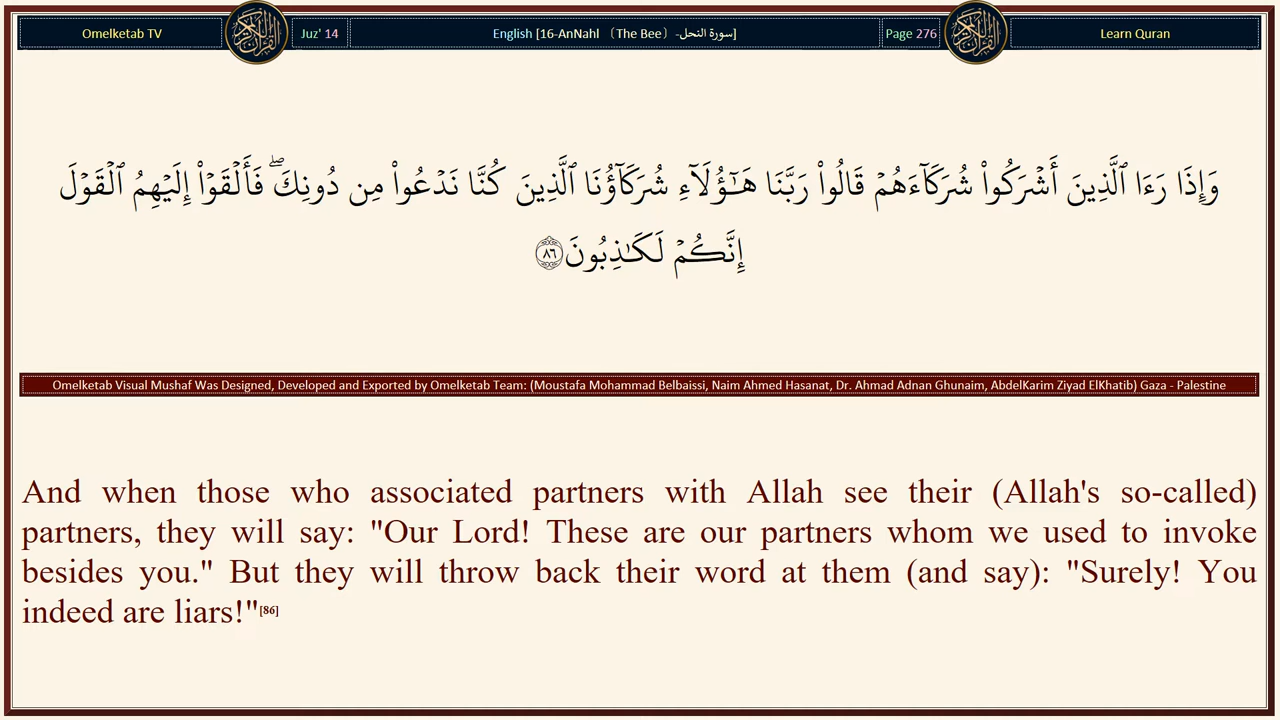 Omelketab TV
Juz' 14
English [16-AnNahl (The Bee) -سورة النحل]
Page 276
Learn Quran
وَإِذَا رَءَا ٱلَّذِينَ أَشْرَكُوا۟ شُرَكَآءَهُمْ قَالُوا۟ رَبَّنَا هَـٰٓؤُلَآءِ شُرَكَآؤُنَا ٱلَّذِينَ كُنَّا نَدْعُوا۟ مِن دُونِكَ ۖ فَأَلْقَوْا۟ إِلَيْهِمُ ٱلْقَوْلَ
إِنَّكُمْ لَكَـٰذِبُونَ ٨٦
Omelketab Visual Mushaf Was Designed, Developed and Exported by Omelketab Team: (Moustafa Mohammad Belbaissi, Naim Ahmed Hasanat, Dr. Ahmad Adnan Ghunaim, AbdelKarim Ziyad ElKhatib) Gaza - Palestine
And when those who associated partners with Allah see their (Allah's so-called)
partners, they will say: "Our Lord! These are our partners whom we used to invoke
besides you." But they will throw back their word at them (and say): "Surely! You
indeed are liars!"[86]